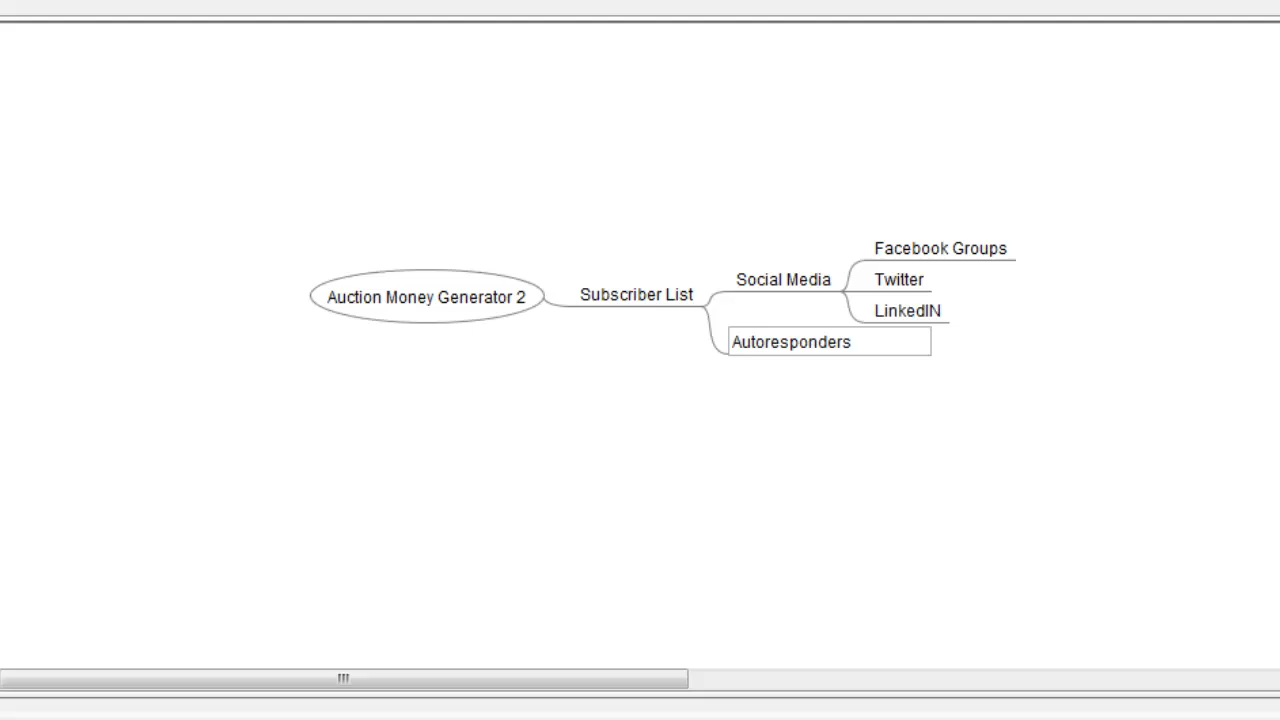 Auction Money Generator 2
Subscriber List
Social Media
Facebook Groups
Twitter
LinkedIN
Autoresponders